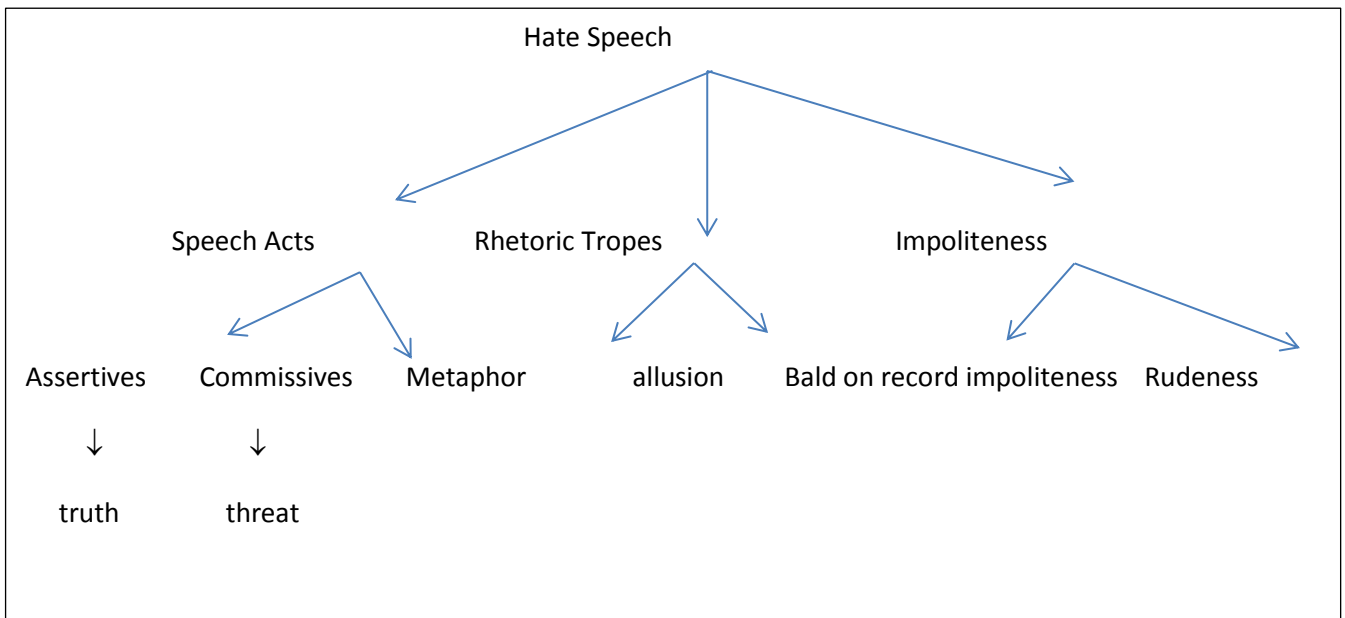 Hate Speech
Speech Acts Rhetoric Tropes Impoliteness
Assertives Commissives Metaphor allusion Bald on record impoliteness Rudeness
↓ ↓
truth threat